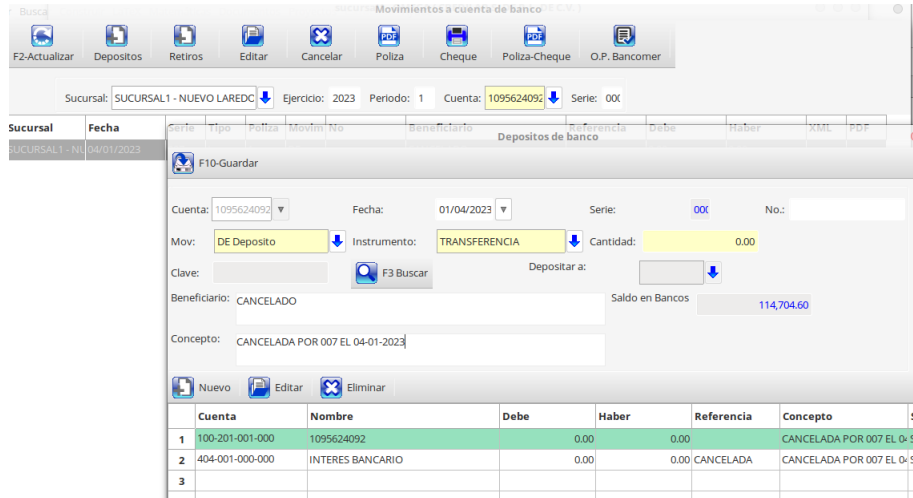 Busca
Movimientos a cuenta de banco
F2-Actualizar Depositos Retiros Editar Cancelar Poliza Cheque Poliza-Cheque O.P. Bancomer
Sucursal: SUCURSAL1 - NUEVO LAREDO Ejercicio: 2023 Periodo: 1 Cuenta: 1095624092 Serie: 000
Sucursal Fecha Serie Tipo Poliza Movim No Beneficiario Referencia Debe Haber XML PDF
SUCURSAL1 - NU 04/01/2023
Depositos de banco
F10-Guardar
Cuenta: 1095624092 Fecha: 01/04/2023 Serie: 000 No.:
Mov: DE Deposito Instrumento: TRANSFERENCIA Cantidad: 0.00
Clave: F3 Buscar Depositar a:
Beneficiario: CANCELADO Saldo en Bancos 114,704.60
Concepto: CANCELADA POR 007 EL 04-01-2023
Nuevo Editar Eliminar
Cuenta Nombre Debe Haber Referencia Concepto S
1 100-201-001-000 1095624092 0.00 0.00 CANCELADA POR 007 EL 04 S
2 404-001-000-000 INTERES BANCARIO 0.00 0.00 CANCELADA CANCELADA POR 007 EL 04 S
3